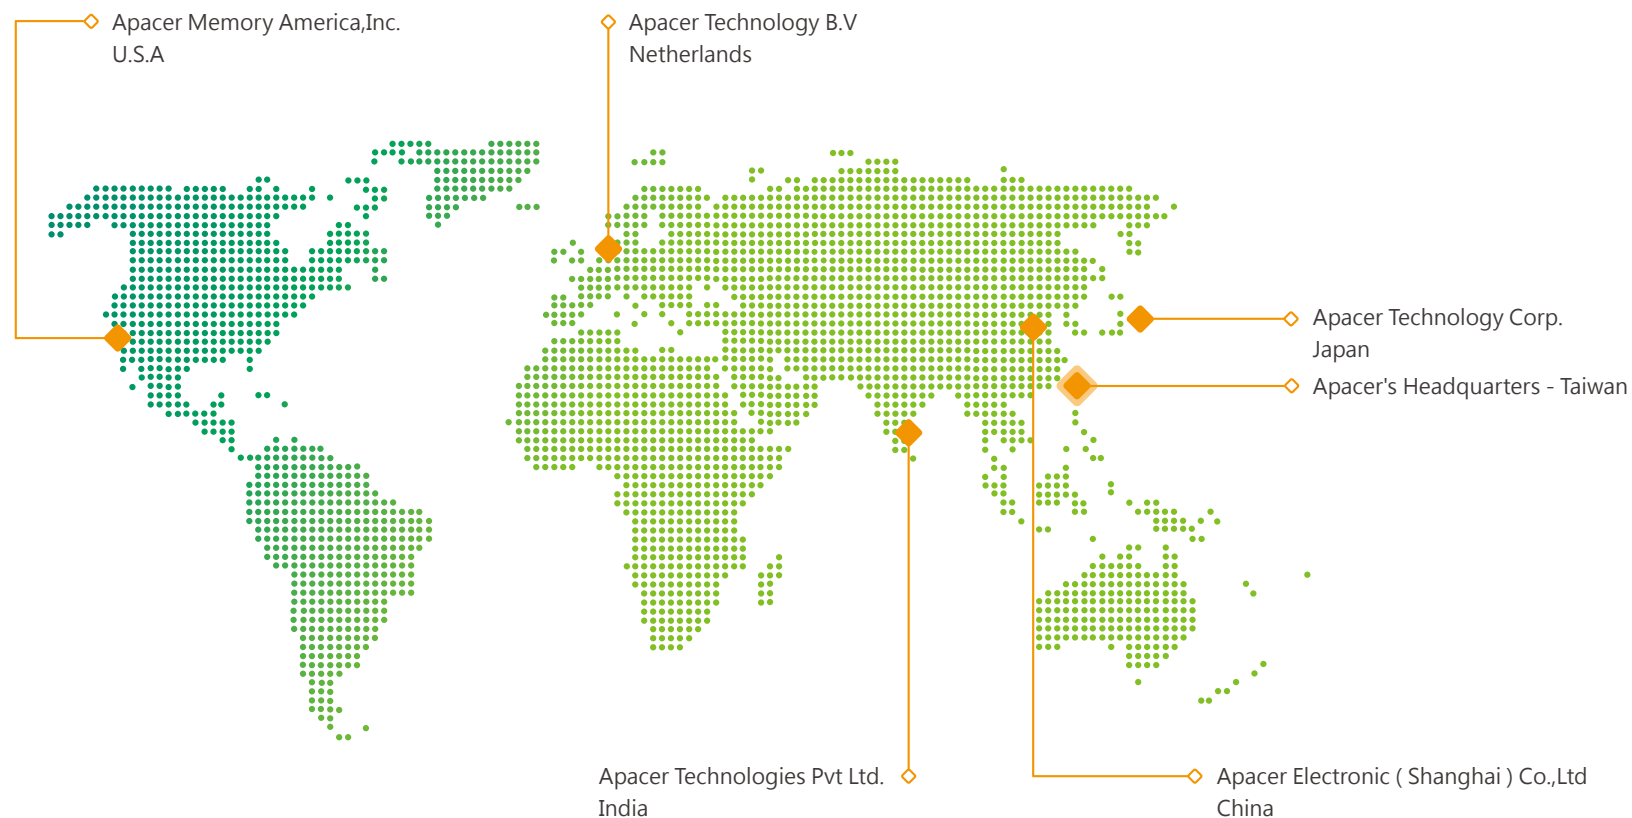 Apacer Memory America,Inc.
U.S.A
Apacer Technology B.V
Netherlands
Apacer Technology Corp.
Japan
Apacer's Headquarters - Taiwan
Apacer Technologies Pvt Ltd.
India
Apacer Electronic ( Shanghai ) Co.,Ltd
China